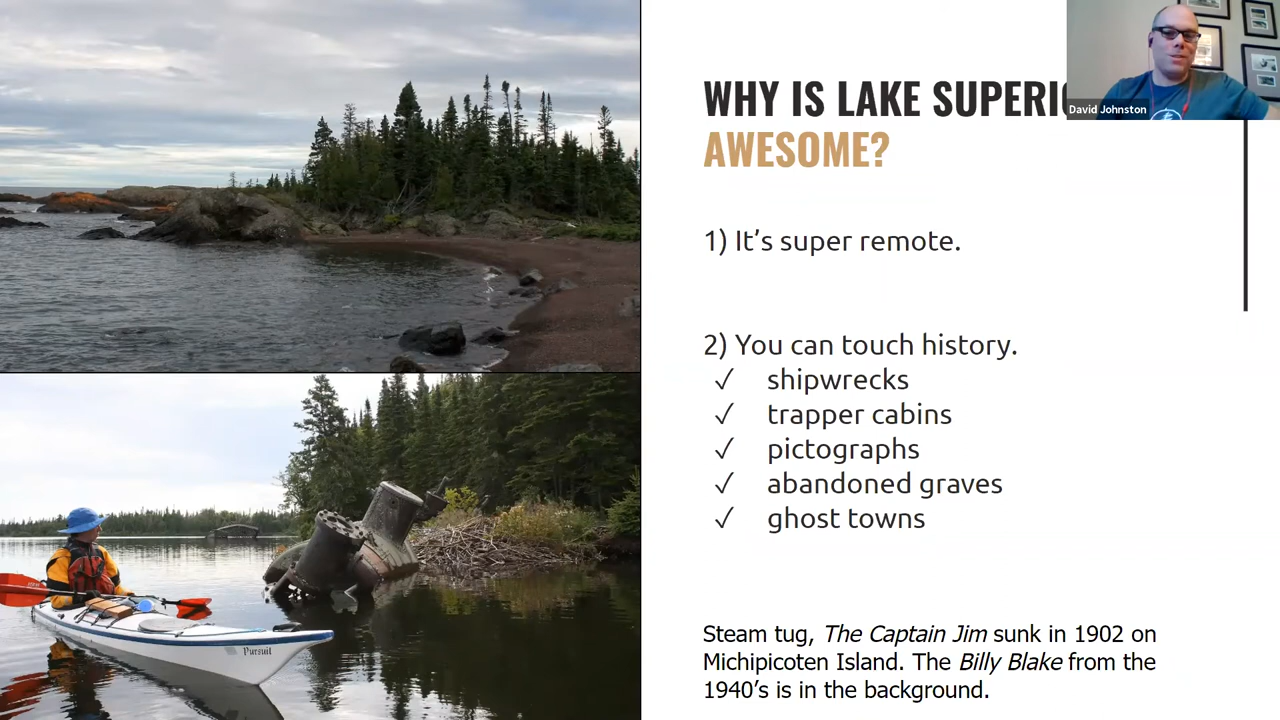 WHY IS LAKE SUPERI
David Johnston
AWESOME?
1) It's super remote.
2) You can touch history.
✓ shipwrecks
✓ trapper cabins
✓ pictographs
✓ abandoned graves
✓ ghost towns
Pursuit
Steam tug, The Captain Jim sunk in 1902 on
Michipicoten Island. The Billy Blake from the
1940's is in the background.